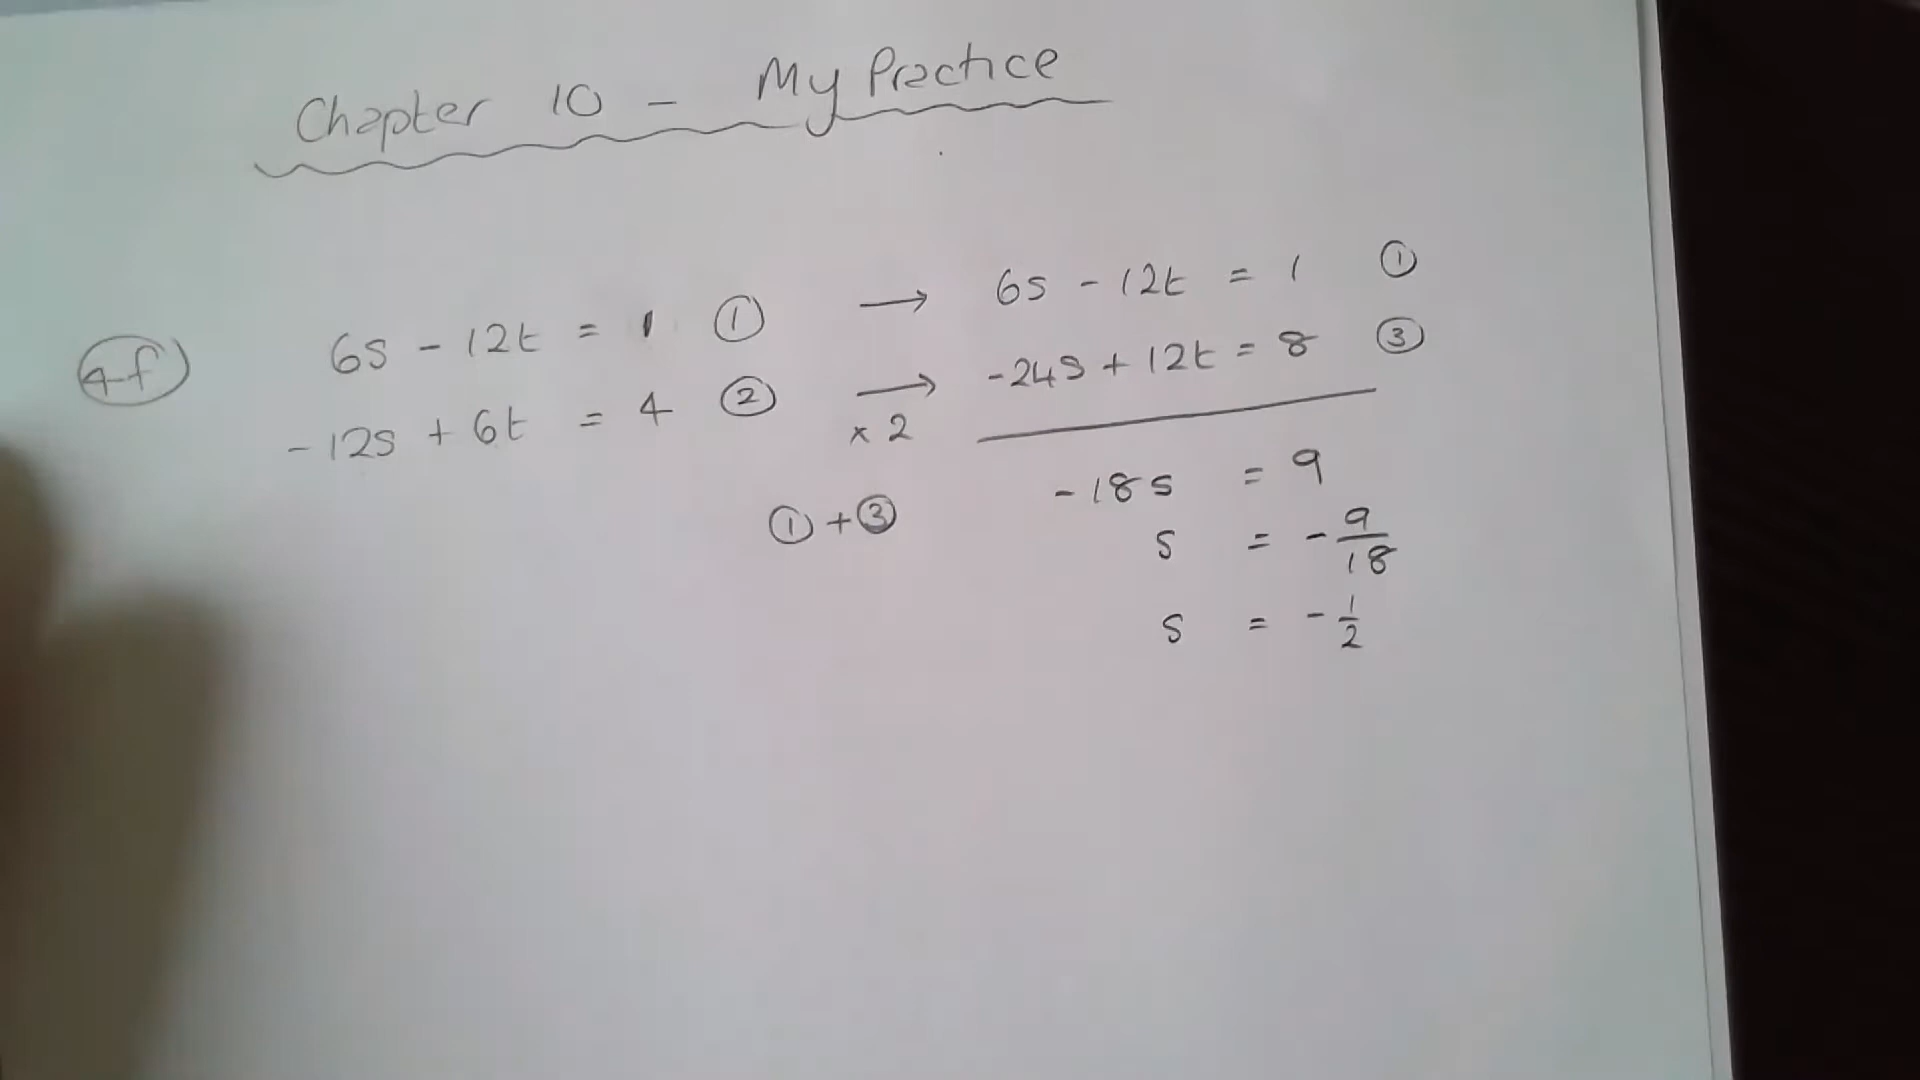 Chapter 10 - My Practice
4-f
6s - 12t = 1 ① → 6s - 12t = 1 ①
-12s + 6t = 4 ② → x 2 -24s + 12t = 8 ③
① + ③ -18s = 9
s = -9/18
s = -1/2